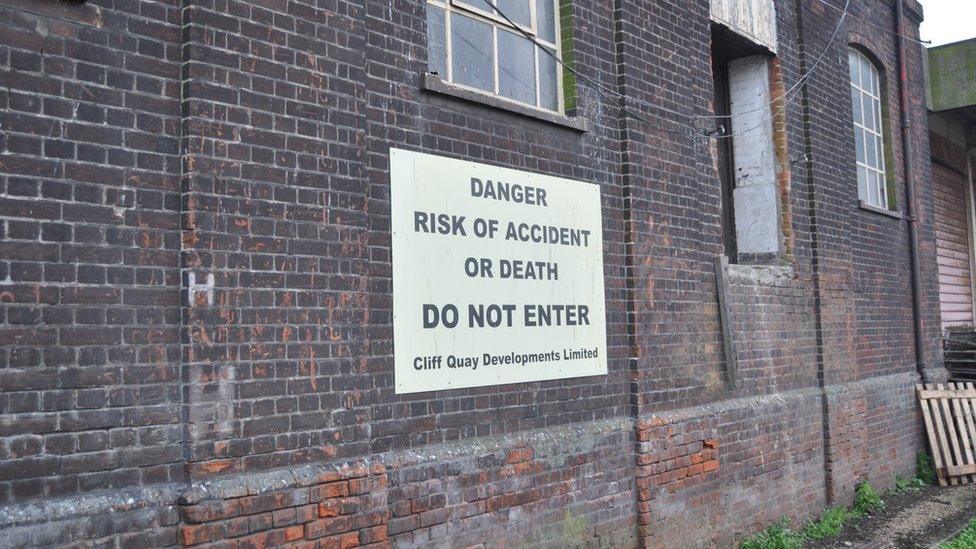 H
DANGER
RISK OF ACCIDENT
OR DEATH
DO NOT ENTER
Cliff Quay Developments Limited